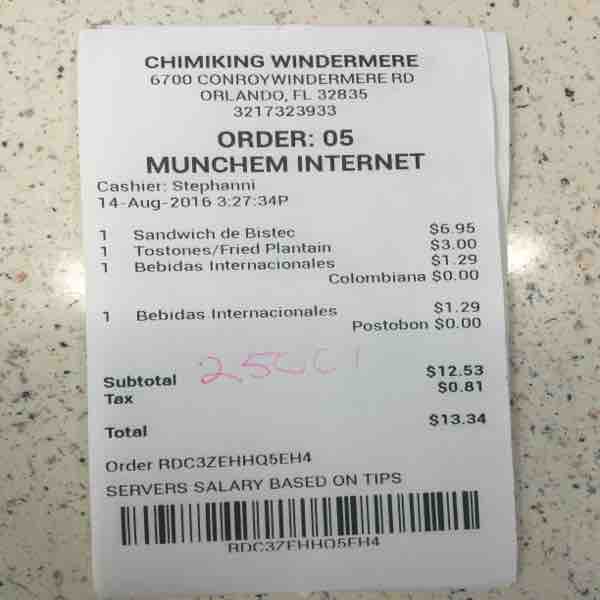 CHIMIKING WINDERMERE
6700 CONROYWINDERMERE RD
ORLANDO, FL 32835
3217323933
ORDER: 05
MUNCHEM INTERNET
Cashier: Stephanni
14-Aug-2016 3:27:34P
1 Sandwich de Bistec $6.95
1 Tostones/Fried Plantain $3.00
1 Bebidas Internacionales $1.29
Colombiana $0.00
1 Bebidas Internacionales $1.29
Postobon $0.00
Subtotal $12.53
Tax $0.81
Total $13.34
Order RDC3ZEHHQ5EH4
SERVERS SALARY BASED ON TIPS
RDC3ZEHHQ5EH4